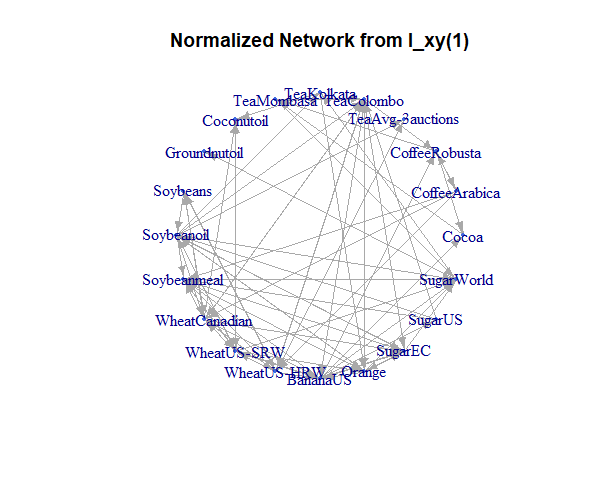 Normalized Network from I_xy(1)
TeaKolkata
TeaMombasa
TeaColombo
Coconutoil
TeaAvg-3auctions
Groundnutoil
CoffeeRobusta
Soybeans
CoffeeArabica
Soybeanoil
Cocoa
Soybeanmeal
SugarWorld
WheatCanadian
SugarUS
WheatUS-SRW
SugarEC
WheatUS-HRW
Orange
BananaUS